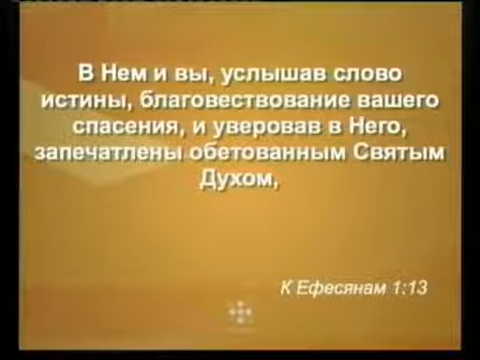 В Нем и вы, услышав слово
истины, благовествование вашего
спасения, и уверовав в Него,
запечатлены обетованным Святым
Духом,
К Ефесянам 1:13